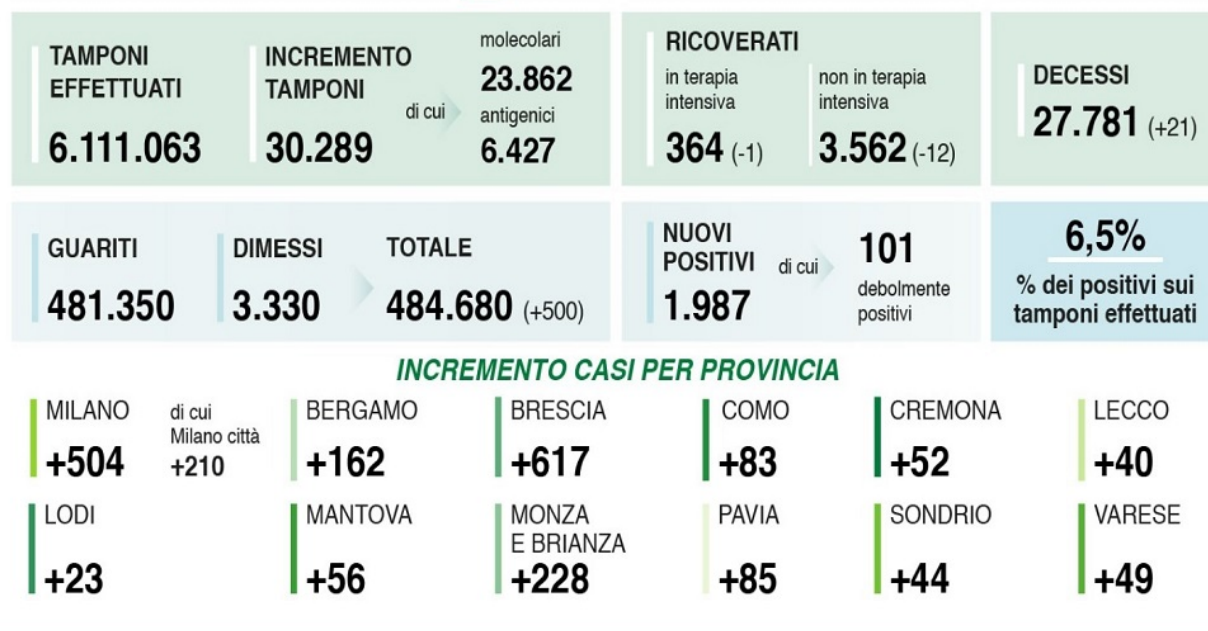 TAMPONI
EFFETTUATI
6.111.063
INCREMENTO
TAMPONI
30.289
di cui
molecolari
23.862
antigenici
6.427
RICOVERATI
in terapia
intensiva
364 (-1)
non in terapia
intensiva
3.562 (-12)
DECESSI
27.781 (+21)
GUARITI
481.350
DIMESSI
3.330
TOTALE
484.680 (+500)
NUOVI
POSITIVI
1.987
di cui
101
debolmente
positivi
6,5%
% dei positivi sui
tamponi effettuati
INCREMENTO CASI PER PROVINCIA
MILANO
+504
di cui
Milano città
+210
BERGAMO
+162
BRESCIA
+617
COMO
+83
CREMONA
+52
LECCO
+40
LODI
+23
MANTOVA
+56
MONZA
E BRIANZA
+228
PAVIA
+85
SONDRIO
+44
VARESE
+49